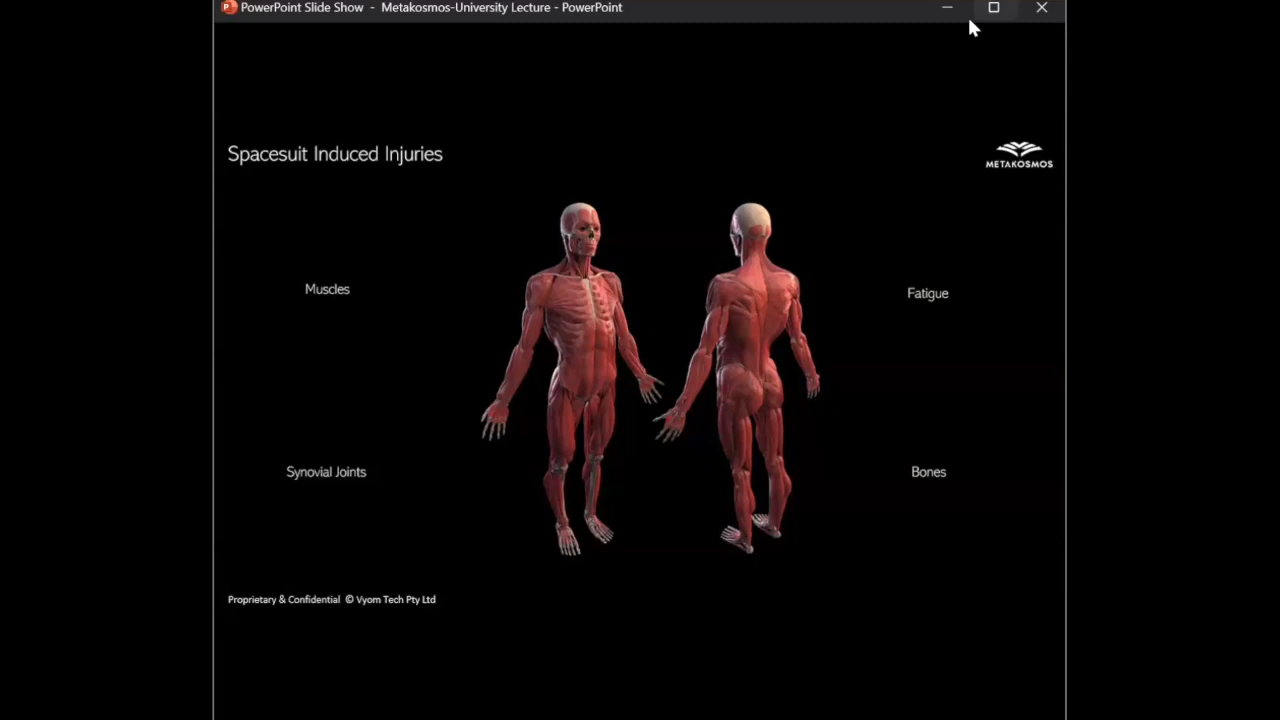 PowerPoint Slide Show - Metakosmos-University Lecture - PowerPoint
Spacesuit Induced Injuries
METAKOSMOS
Muscles
Fatigue
Synovial Joints
Bones
Proprietary & Confidential © Vyom Tech Pty Ltd